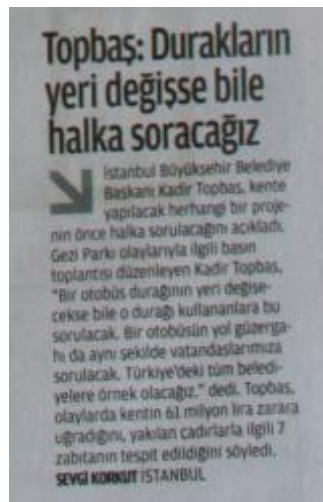 Topbaş: Durakların
yeri değişse bile
halka soracağız
İstanbul Büyükşehir Belediye
Başkanı Kadir Topbaş, kente
yapılacak herhangi bir proje-
nin önce halka sorulacağını açıkladı.
Gezi Parkı olaylarıyla ilgili basın
toplantısı düzenleyen Kadir Topbaş,
"Bir otobüs durağının yeri değişe-
cekse bile o durağı kullananlara bu
sorulacak. Bir otobüsün yol güzerga-
hı da aynı şekilde vatandaşlarımıza
sorulacak. Türkiye'deki tüm beledi-
yelere örnek olacağız." dedi. Topbaş,
olaylarda kentin 61 milyon lira zarara
uğradığını, yakılan çadırlarla ilgili 7
zabıtanın tespit edildiğini söyledi.
SEVGİ KORKUT İSTANBUL